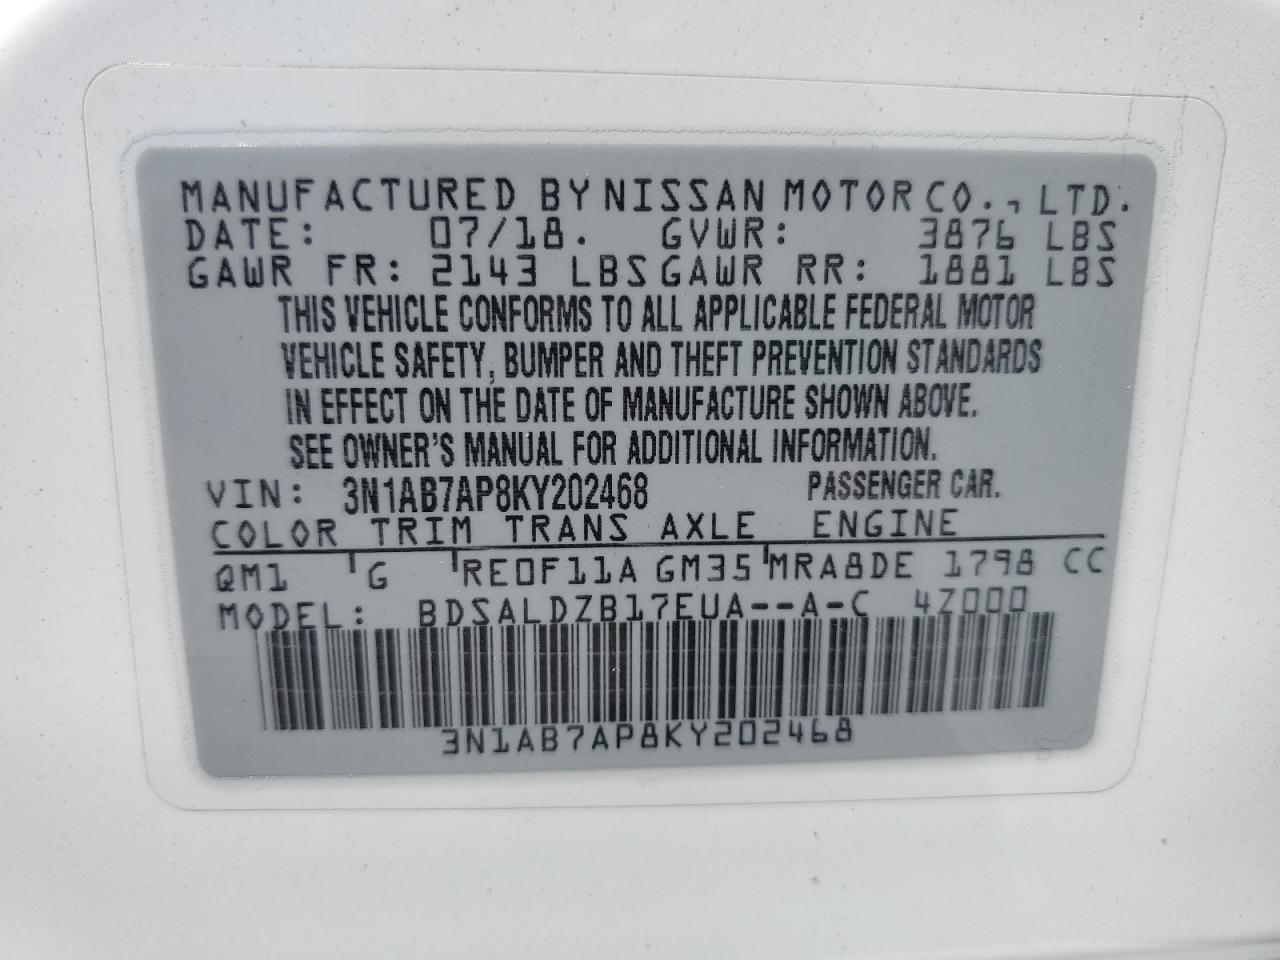 MANUFACTURED BY NISSAN MOTOR CO., LTD.
DATE: 07/18. GVWR: 3876 LBS
GAWR FR: 2143 LBS GAWR RR: 1881 LBS
THIS VEHICLE CONFORMS TO ALL APPLICABLE FEDERAL MOTOR
VEHICLE SAFETY, BUMPER AND THEFT PREVENTION STANDARDS
IN EFFECT ON THE DATE OF MANUFACTURE SHOWN ABOVE.
SEE OWNER'S MANUAL FOR ADDITIONAL INFORMATION.
VIN: 3N1AB7AP8KY202468 PASSENGER CAR.
COLOR TRIM TRANS AXLE ENGINE
QM1 G RE0F11A GM35 MRA8DE 1798 CC
MODEL: BDSALDZB17EUA--A-C 4Z000
3N1AB7AP8KY202468